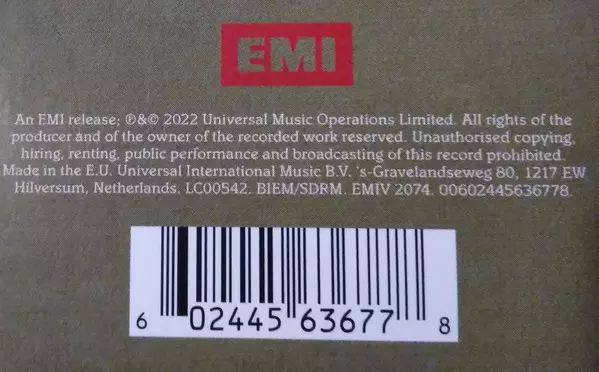 EMI
An EMI release; ℗&© 2022 Universal Music Operations Limited. All rights of the
producer and of the owner of the recorded work reserved. Unauthorised copying,
hiring, renting, public performance and broadcasting of this record prohibited.
Made in the E.U. Universal International Music B.V. 's-Gravelandseweg 80, 1217 EW
Hilversum, Netherlands. LC00542. BIEM/SDRM. EMIV 2074. 00602445636778.
6 02445 63677 8